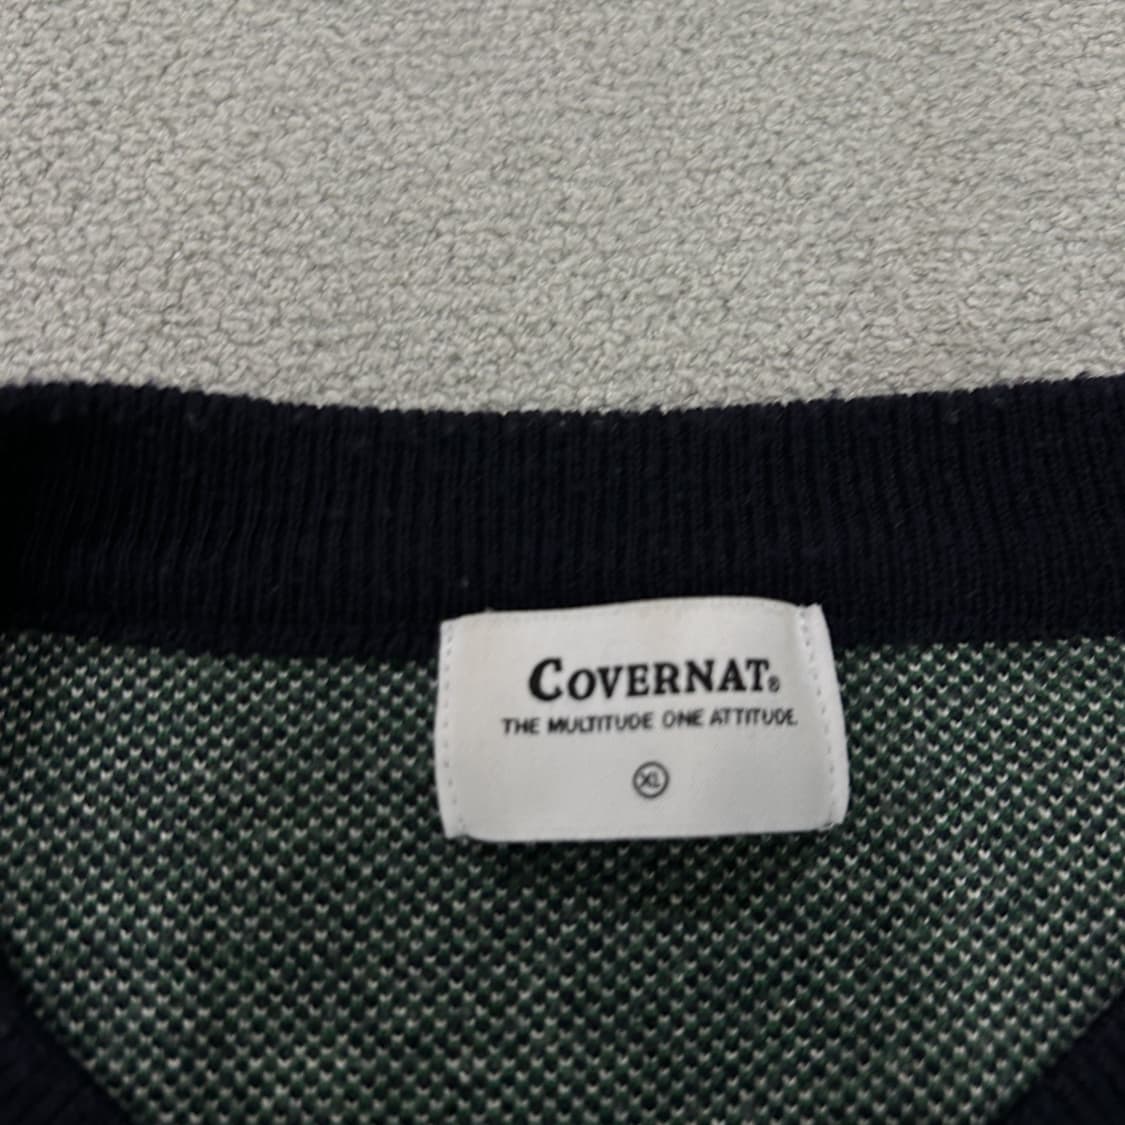 COVERNAT®
THE MULTITUDE ONE ATTITUDE.
XL